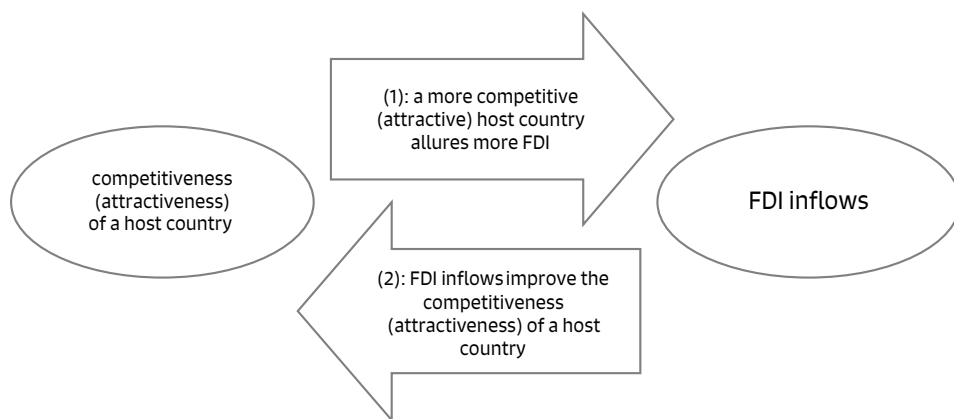 (1): a more competitive
(attractive) host country
allures more FDI
competitiveness
(attractiveness)
of a host country
FDI inflows
(2): FDI inflows improve the
competitiveness
(attractiveness) of a host
country